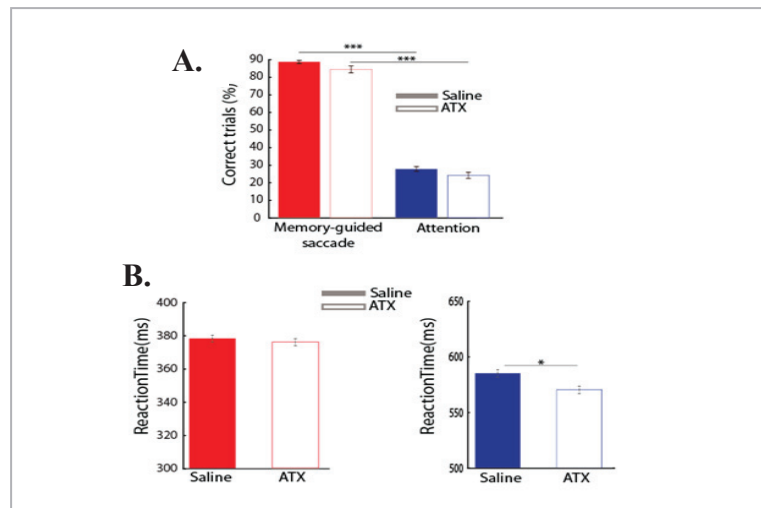 A.
***
***
Correct trials (%)
90
80
70
60
50
40
30
20
10
0
Saline
ATX
Memory-guided
saccade
Attention
B.
Saline
ATX
ReactionTime(ms)
400
380
360
340
320
300
Saline
ATX
ReactionTime(ms)
650
600
550
500
*
Saline
ATX